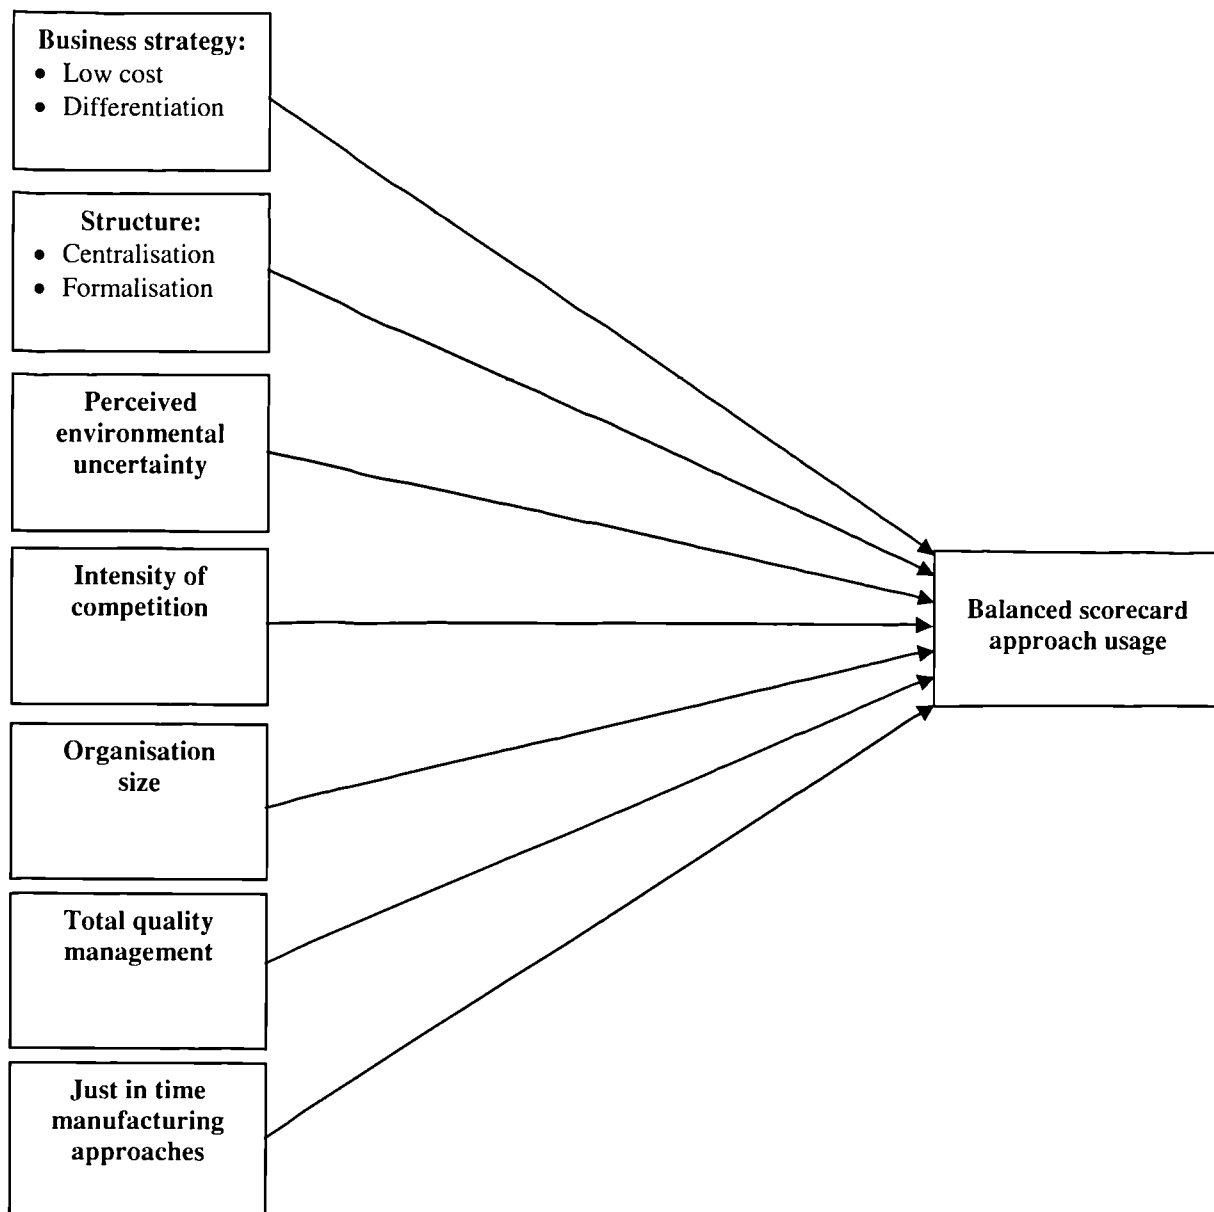 Business strategy:
• Low cost
• Differentiation
Structure:
• Centralisation
• Formalisation
Perceived
environmental
uncertainty
Intensity of
competition
Organisation
size
Total quality
management
Just in time
manufacturing
approaches
Balanced scorecard
approach usage